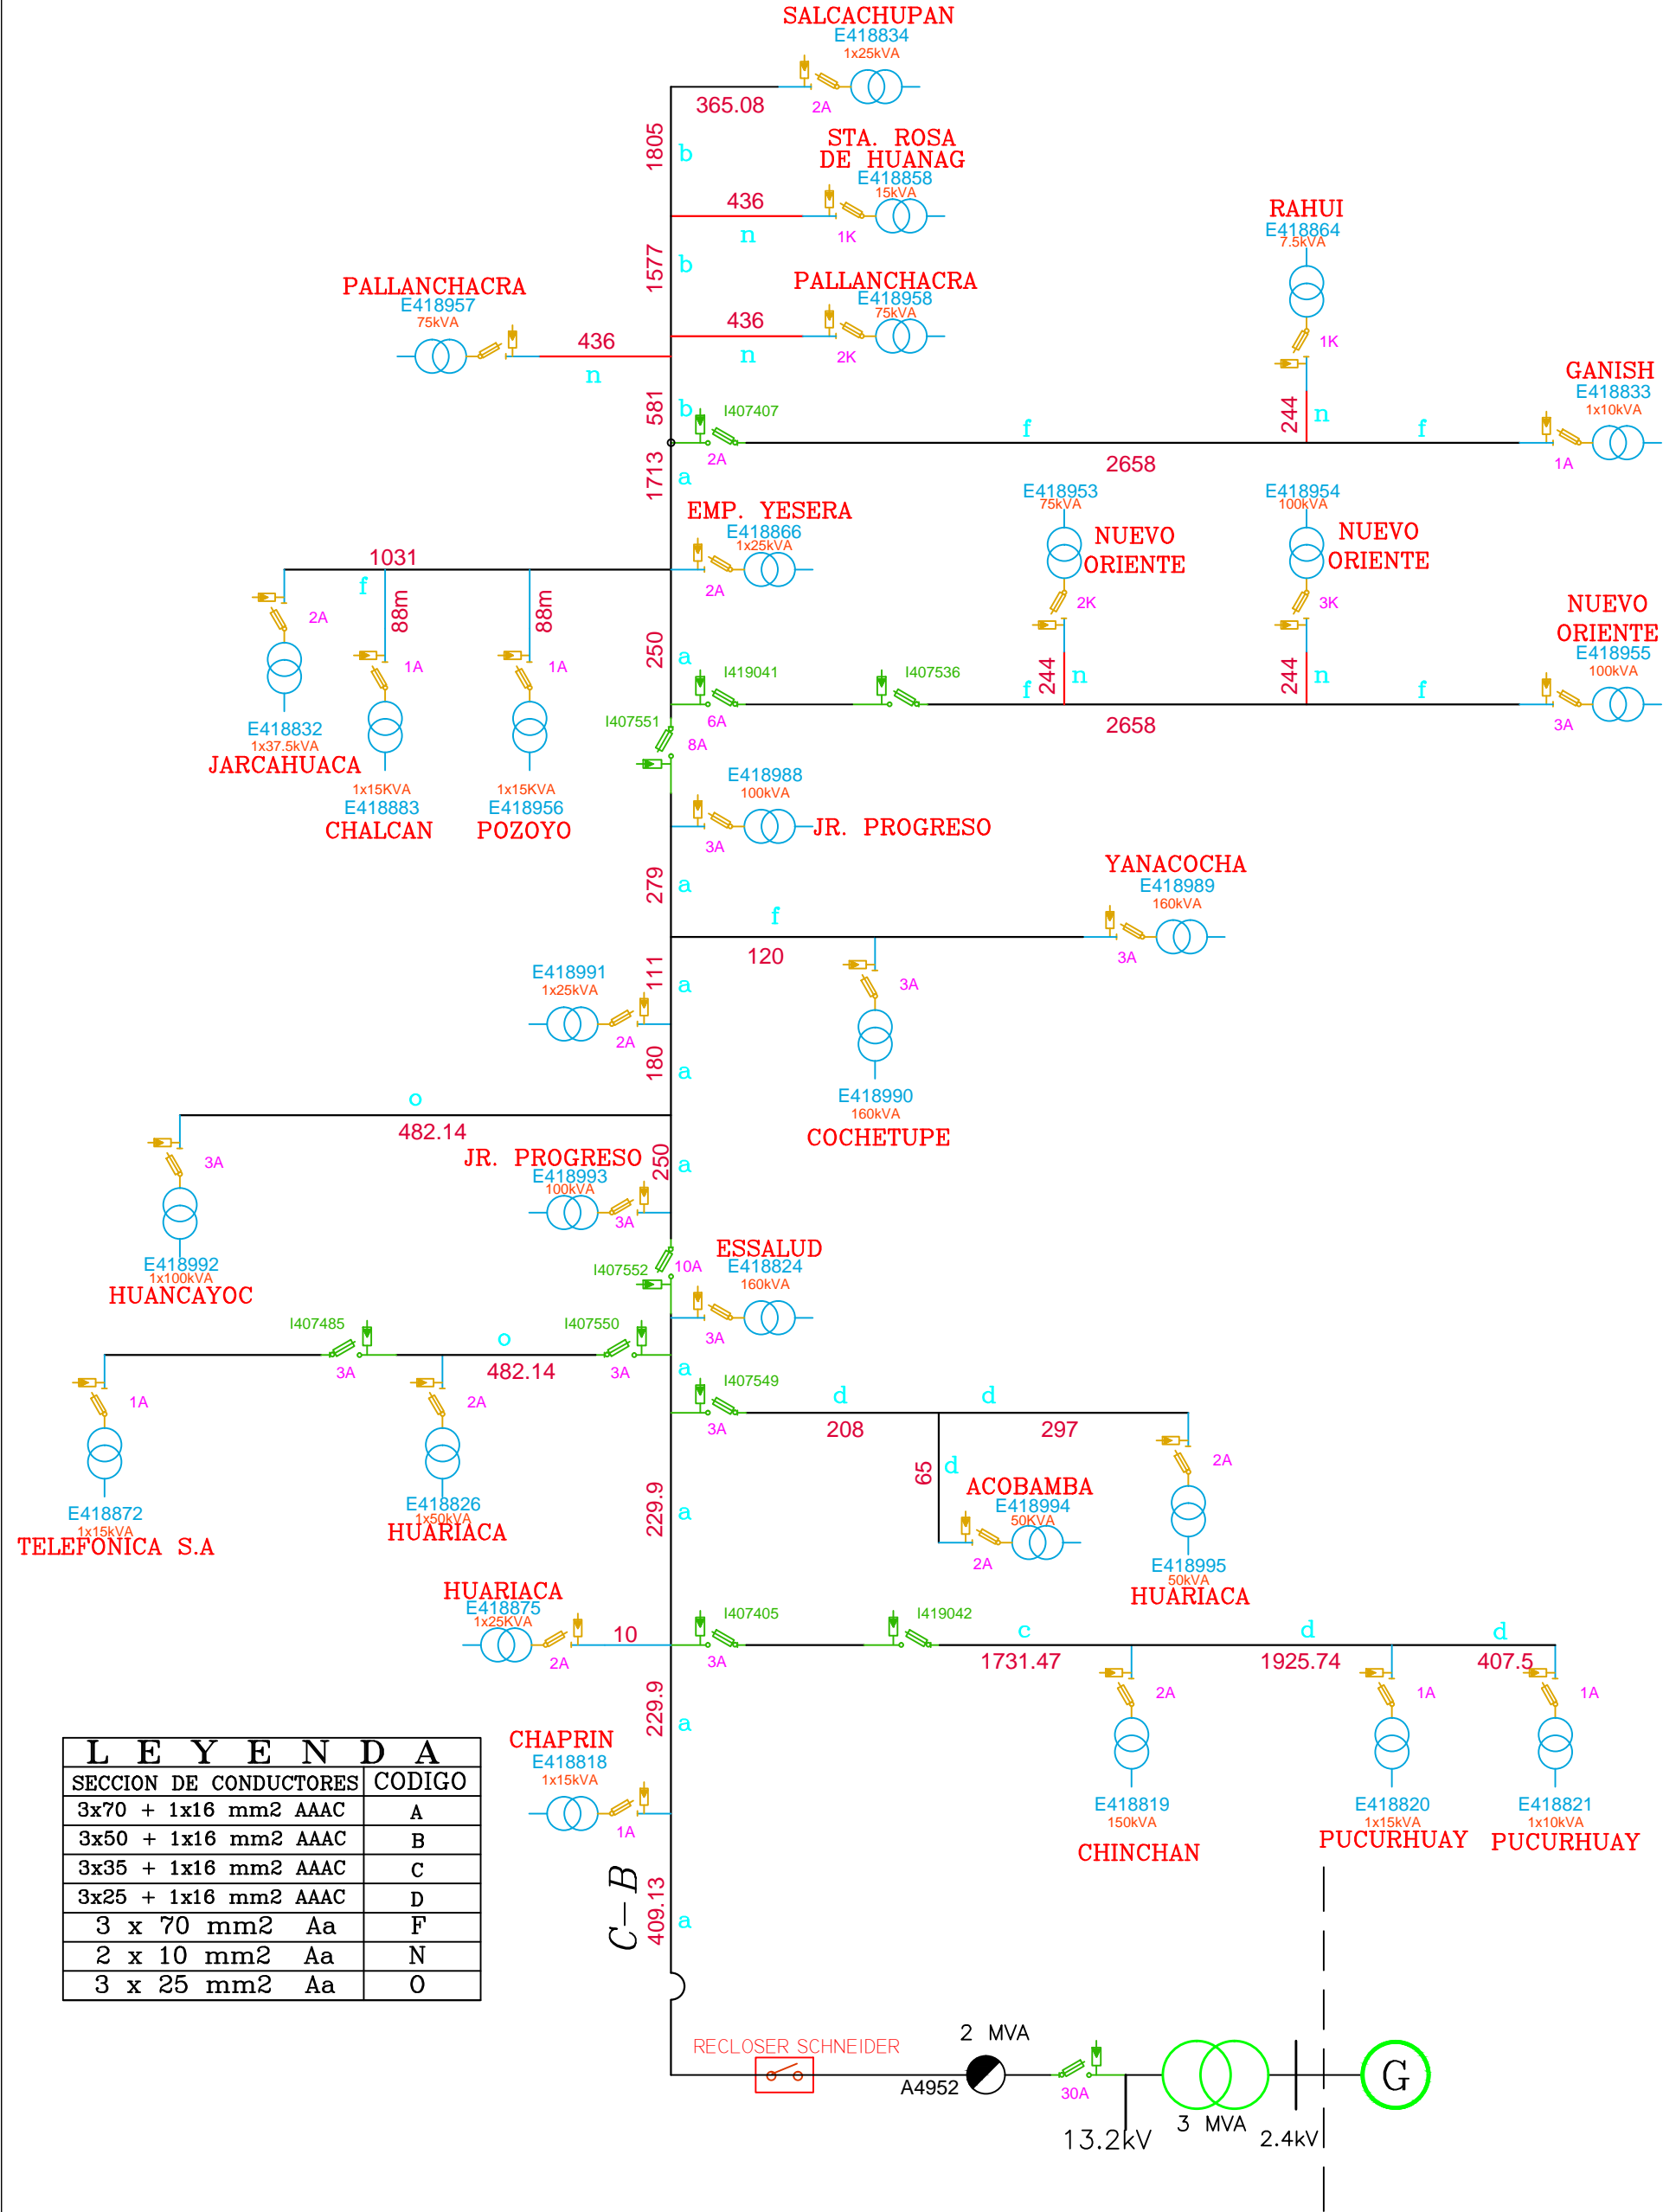 SALCACHUPAN
E418834
1x25kVA
365.08
2A
1805
b
STA. ROSA
DE HUANAG
E418858
15kVA
436
n
1K
1577
b
RAHUI
E418864
7.5kVA
1K
244
n
PALLANCHACRA
E418957
75kVA
436
n
PALLANCHACRA
E418958
75kVA
436
n
2K
581
b
I407407
2A
f
2658
f
GANISH
E418833
1x10kVA
1A
1713
a
EMP. YESERA
E418866
1x25kVA
2A
1031
f
88m
88m
2A
1A
1A
E418832
1x37.5kVA
JARCAHUACA
1x15KVA
E418883
CHALCAN
1x15KVA
E418956
POZOYO
E418953
75kVA
NUEVO
ORIENTE
2K
244
n
E418954
100kVA
NUEVO
ORIENTE
3K
244
n
NUEVO
ORIENTE
E418955
100kVA
3A
250
a
I419041
6A
I407536
f
2658
f
I407551
8A
E418988
100kVA
JR. PROGRESO
3A
279
a
YANACOCHA
E418989
160kVA
3A
f
120
3A
E418990
160kVA
COCHETUPE
111
a
E418991
1x25kVA
2A
180
a
o
482.14
3A
E418992
1x100kVA
HUANCAYOC
JR. PROGRESO
E418993
100kVA
3A
250
a
I407552
10A
ESSALUD
E418824
160kVA
3A
I407485
3A
o
482.14
I407550
3A
a
1A
E418872
1x15kVA
TELEFONICA S.A
2A
E418826
1x50kVA
HUARIACA
I407549
3A
d
208
d
297
65
d
ACOBAMBA
E418994
50KVA
2A
2A
E418995
50kVA
HUARIACA
229.9
a
HUARIACA
E418875
1x25KVA
2A
10
I407405
3A
I419042
c
1731.47
d
1925.74
d
407.5
2A
E418819
150kVA
CHINCHAN
1A
E418820
1x15kVA
PUCURHUAY
1A
E418821
1x10kVA
PUCURHUAY
229.9
a
CHAPRIN
E418818
1x15kVA
1A
C-B
409.13
a
L E Y E N D A
SECCION DE CONDUCTORES CODIGO
3x70 + 1x16 mm2 AAAC A
3x50 + 1x16 mm2 AAAC B
3x35 + 1x16 mm2 AAAC C
3x25 + 1x16 mm2 AAAC D
3 x 70 mm2 Aa F
2 x 10 mm2 Aa N
3 x 25 mm2 Aa O
RECLOSER SCHNEIDER
2 MVA
A4952
30A
13.2kV
3 MVA
2.4kV
G